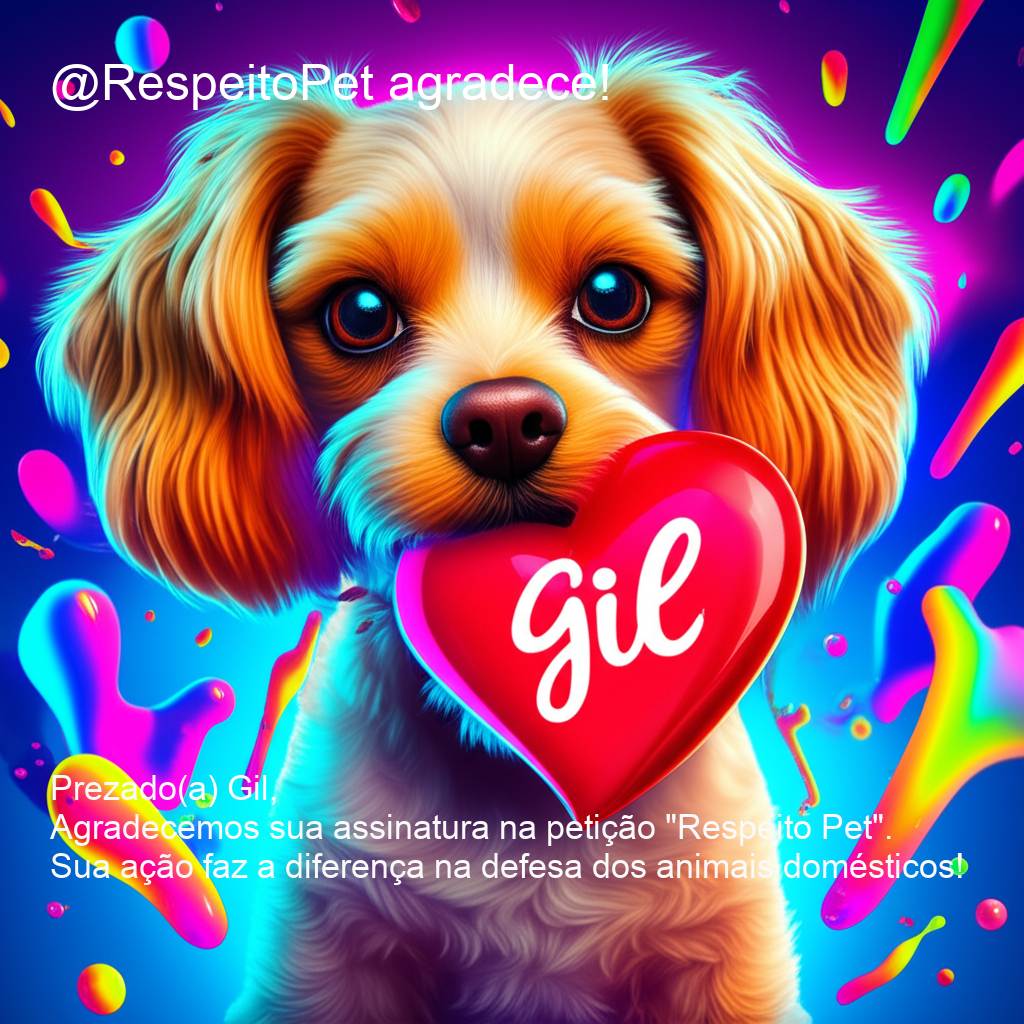 @RespeitoPet agradece!
Gil
Prezado(a) Gil,
Agradecemos sua assinatura na petição "Respeito Pet".
Sua ação faz a diferença na defesa dos animais domésticos!